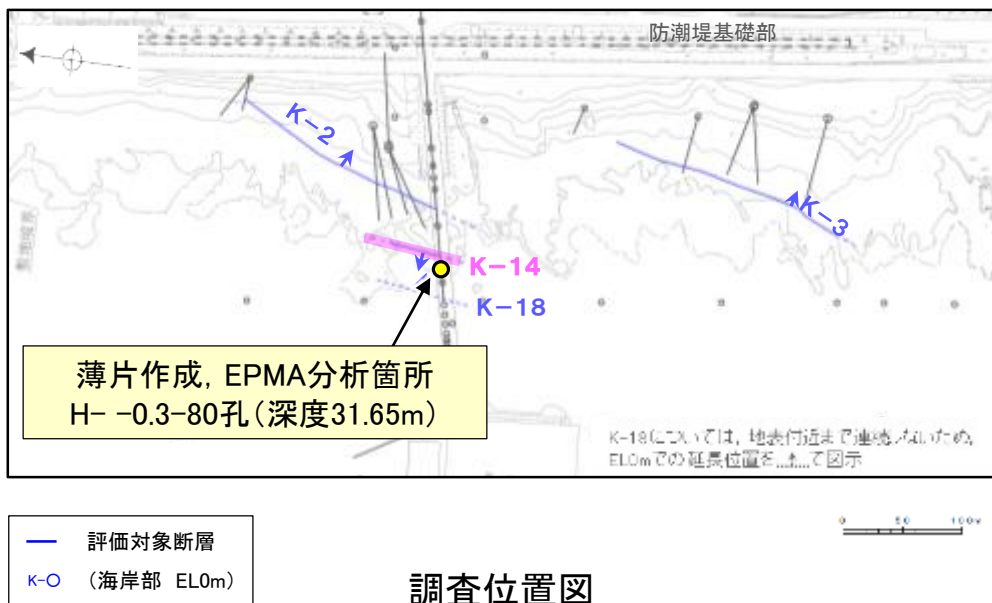 防潮堤基礎部
K-2
K-3
K-14
K-18
薄片作成, EPMA分析箇所
H- -0.3-80孔(深度31.65m)
K-18については, 地表付近まで連続しないため,
EL0mでの延長位置を
て図示
0 50 100m
評価対象断層
K-○ (海岸部 EL0m)
調査位置図